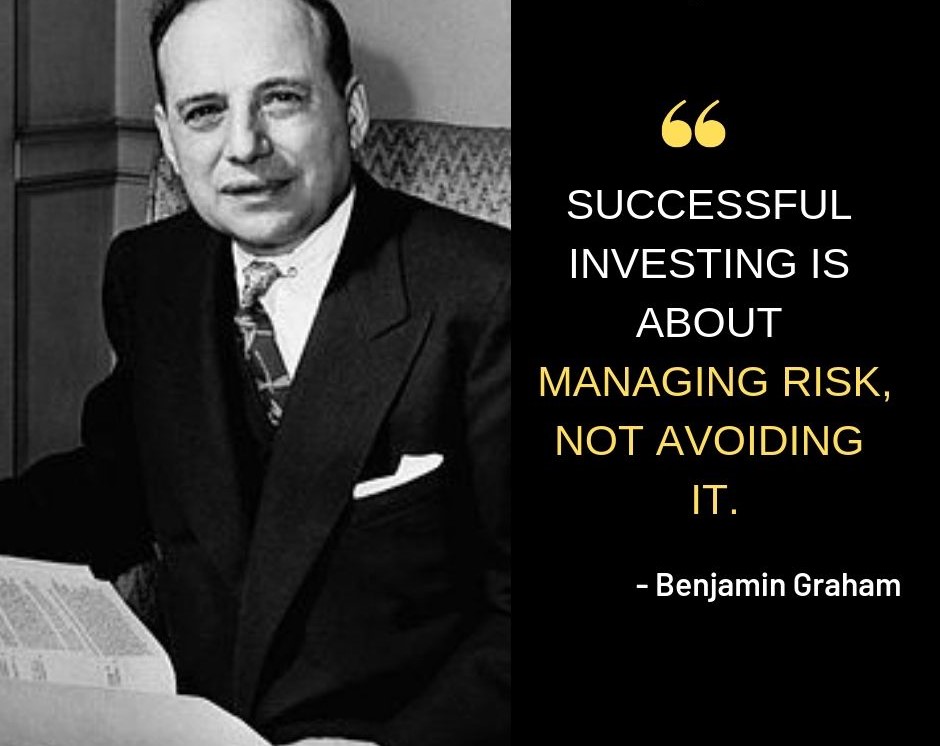 ❝
SUCCESSFUL
INVESTING IS
ABOUT
MANAGING RISK,
NOT AVOIDING
IT.
- Benjamin Graham